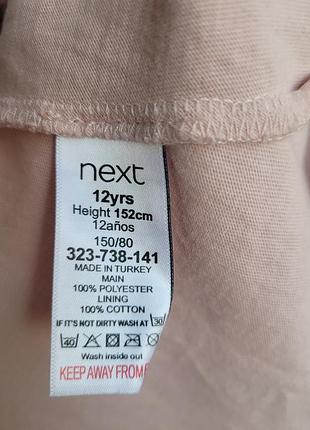 next
12yrs
Height 152cm
12años
150/80
323-738-141
MADE IN TURKEY
MAIN
100% POLYESTER
LINING
100% COTTON
IF IT'S NOT DIRTY WASH AT 30
40
Wash inside out
KEEP AWAY FROM